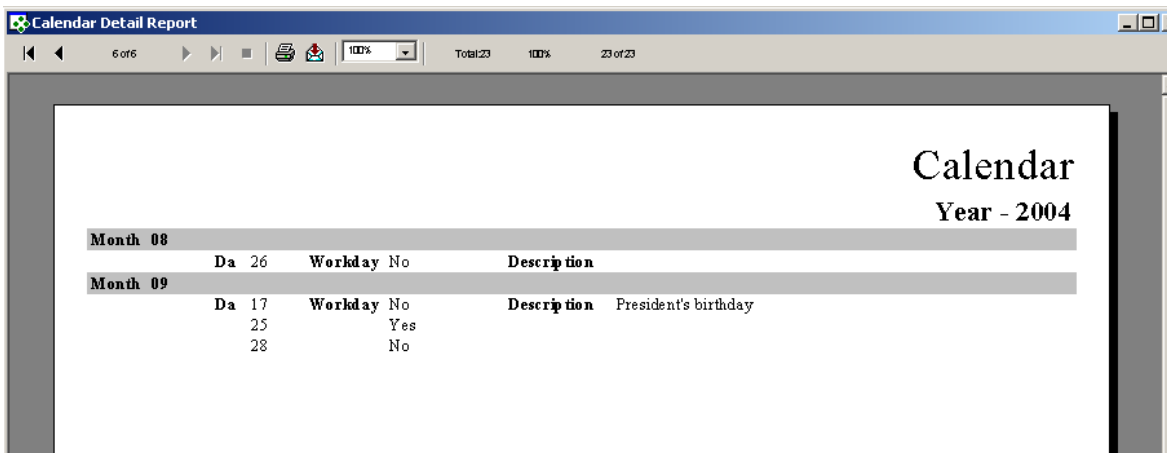 Calendar Detail Report
6 of 6 100% Total:23 100% 23 of 23
Calendar
Year - 2004
Month 08
Da 26 Workday No Description
Month 09
Da 17 Workday No Description President's birthday
25 Yes
28 No